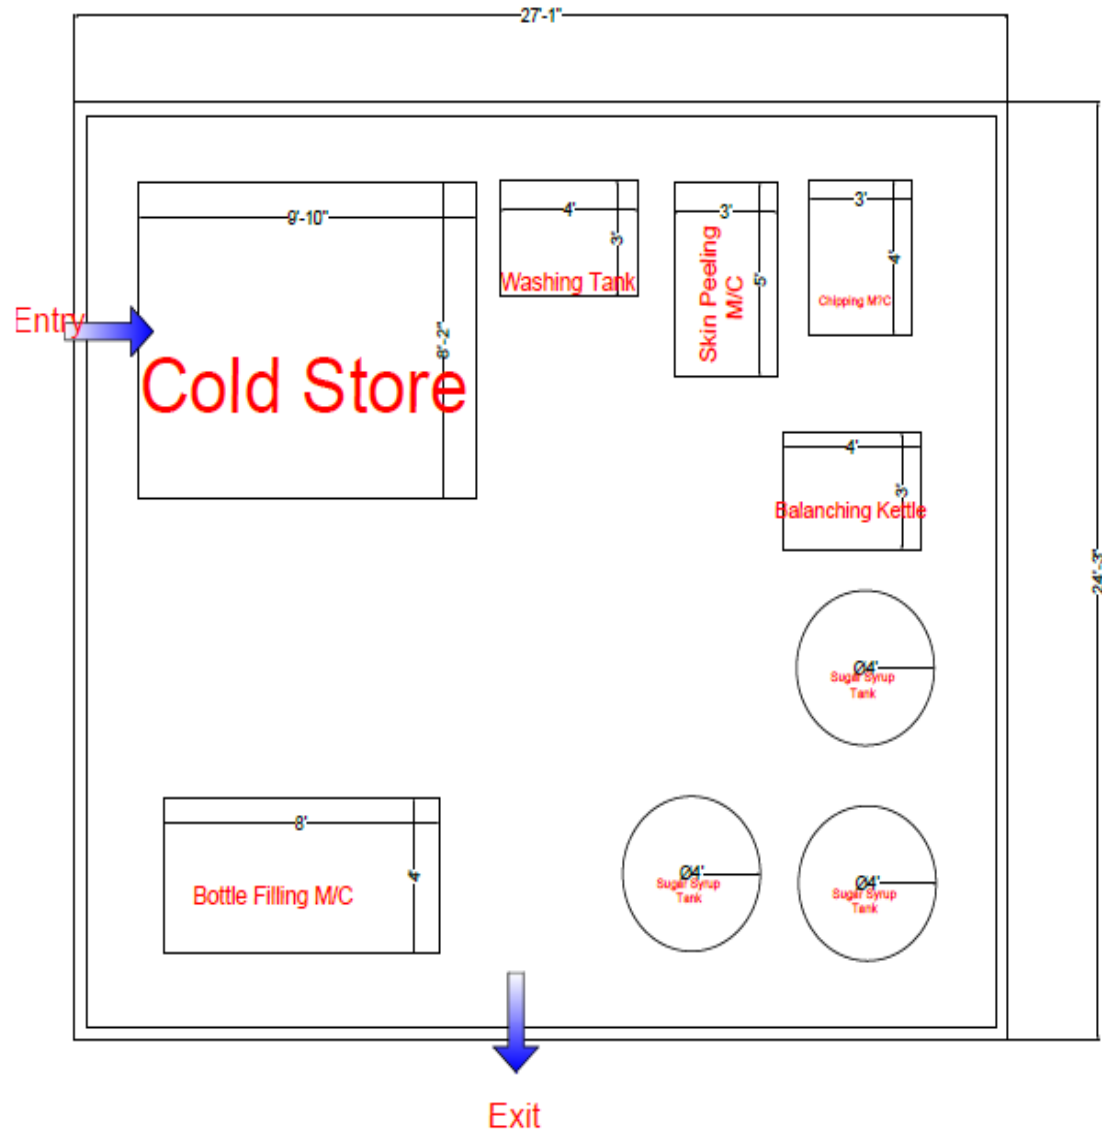 27'-1"
9'-10"
4'
3'
3'
3'
Skin Peeling
M/C
5'
4'
Washing Tank
Chipping M?C
Entry
8'-2"
Cold Store
4'
3'
Balanching Kettle
24'-3"
Ø4'
Sugar Syrup
Tank
8'
4'
Bottle Filling M/C
Ø4'
Sugar Syrup
Tank
Ø4'
Sugar Syrup
Tank
Exit